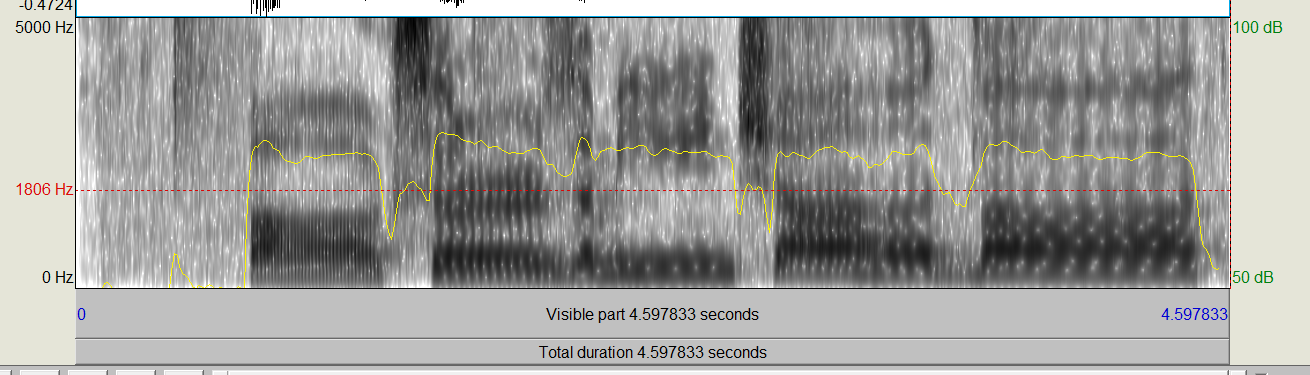 -0.4724
5000 Hz
100 dB
1806 Hz
0 Hz
50 dB
0 Visible part 4.597833 seconds 4.597833
Total duration 4.597833 seconds